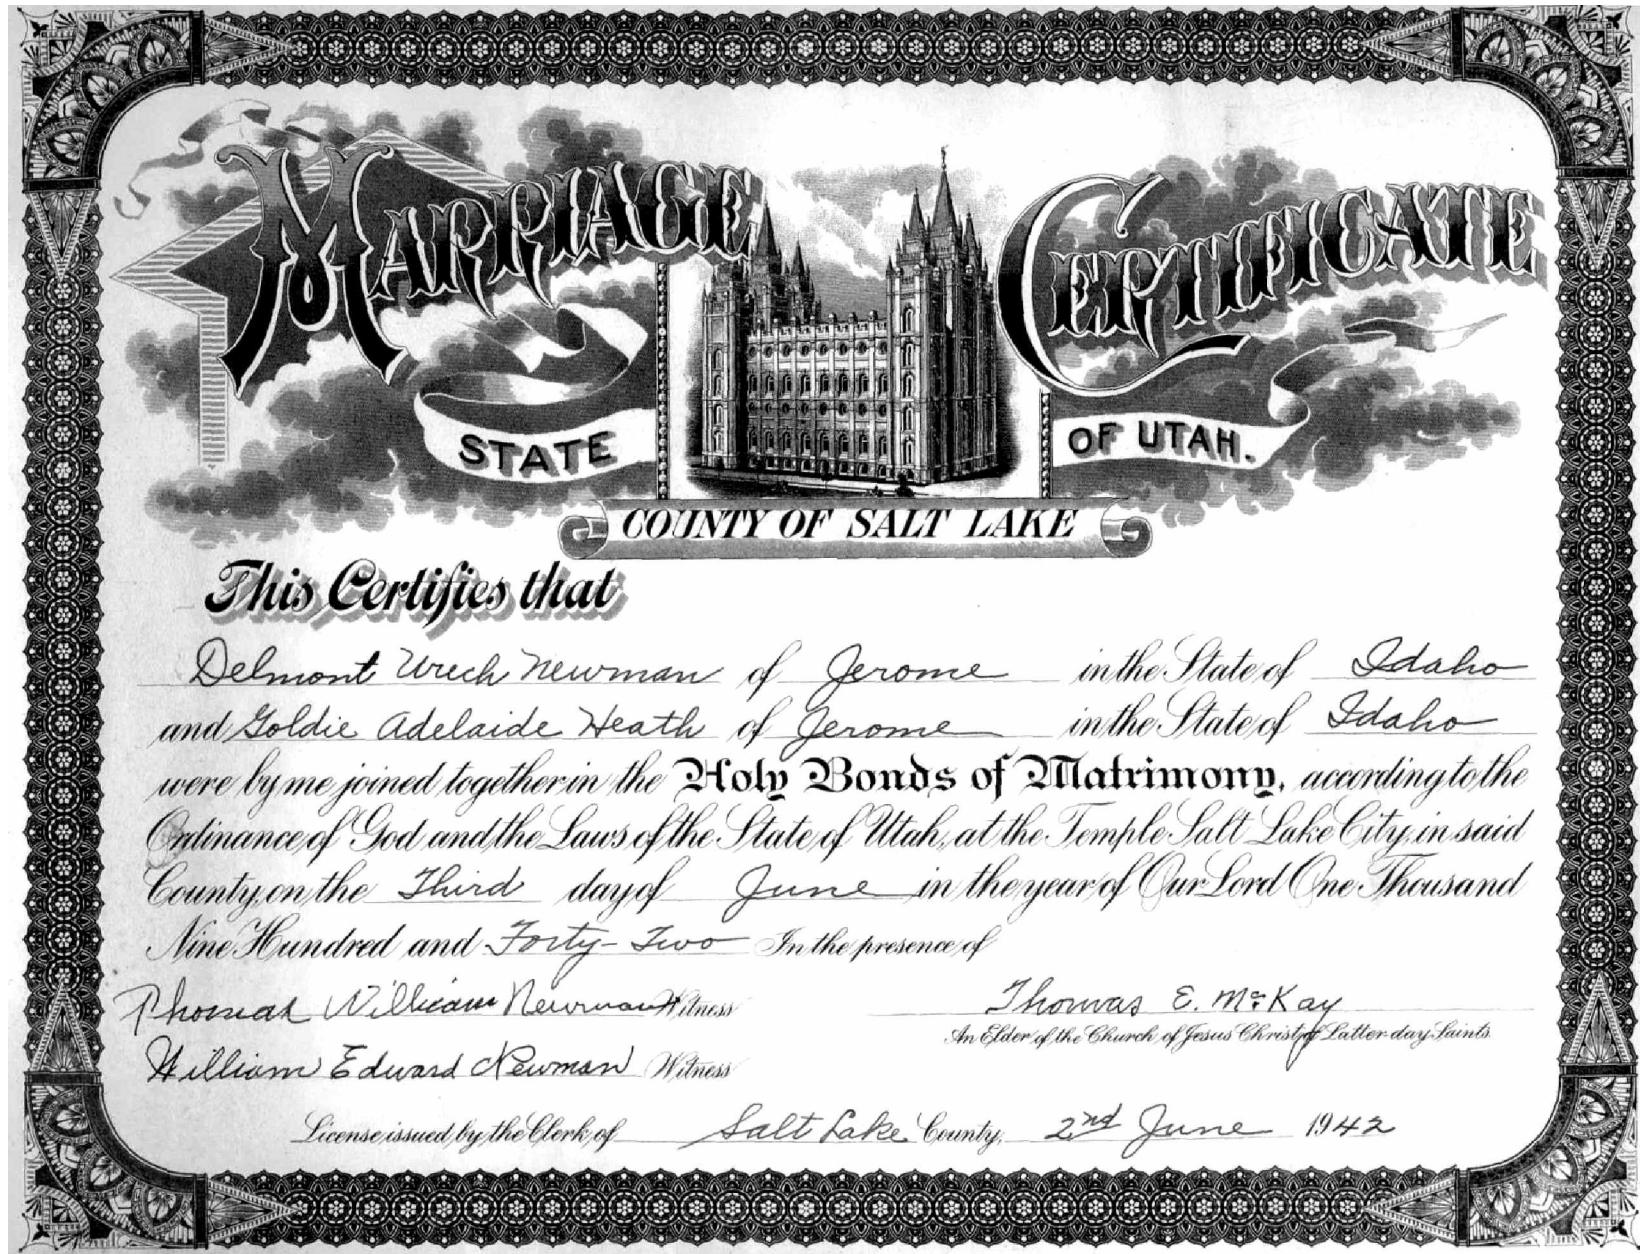 MARRIAGE CERTIFICATE
STATE OF UTAH.
COUNTY OF SALT LAKE
This Certifies that
Delmont Urech Newman of Jerome in the State of Idaho
and Goldie Adelaide Heath of Jerome in the State of Idaho
were by me joined together in the Holy Bonds of Matrimony, according to the
Ordinance of God and the Laws of the State of Utah, at the Temple Salt Lake City, in said
County, on the Third day of June in the year of Our Lord One Thousand
Nine Hundred and Forty-Two In the presence of
Thomas William Newman Witness Thomas E. McKay
An Elder of the Church of Jesus Christ of Latter-day Saints.
William Edward Newman Witness
License issued by the Clerk of Salt Lake County, 2nd June 1942